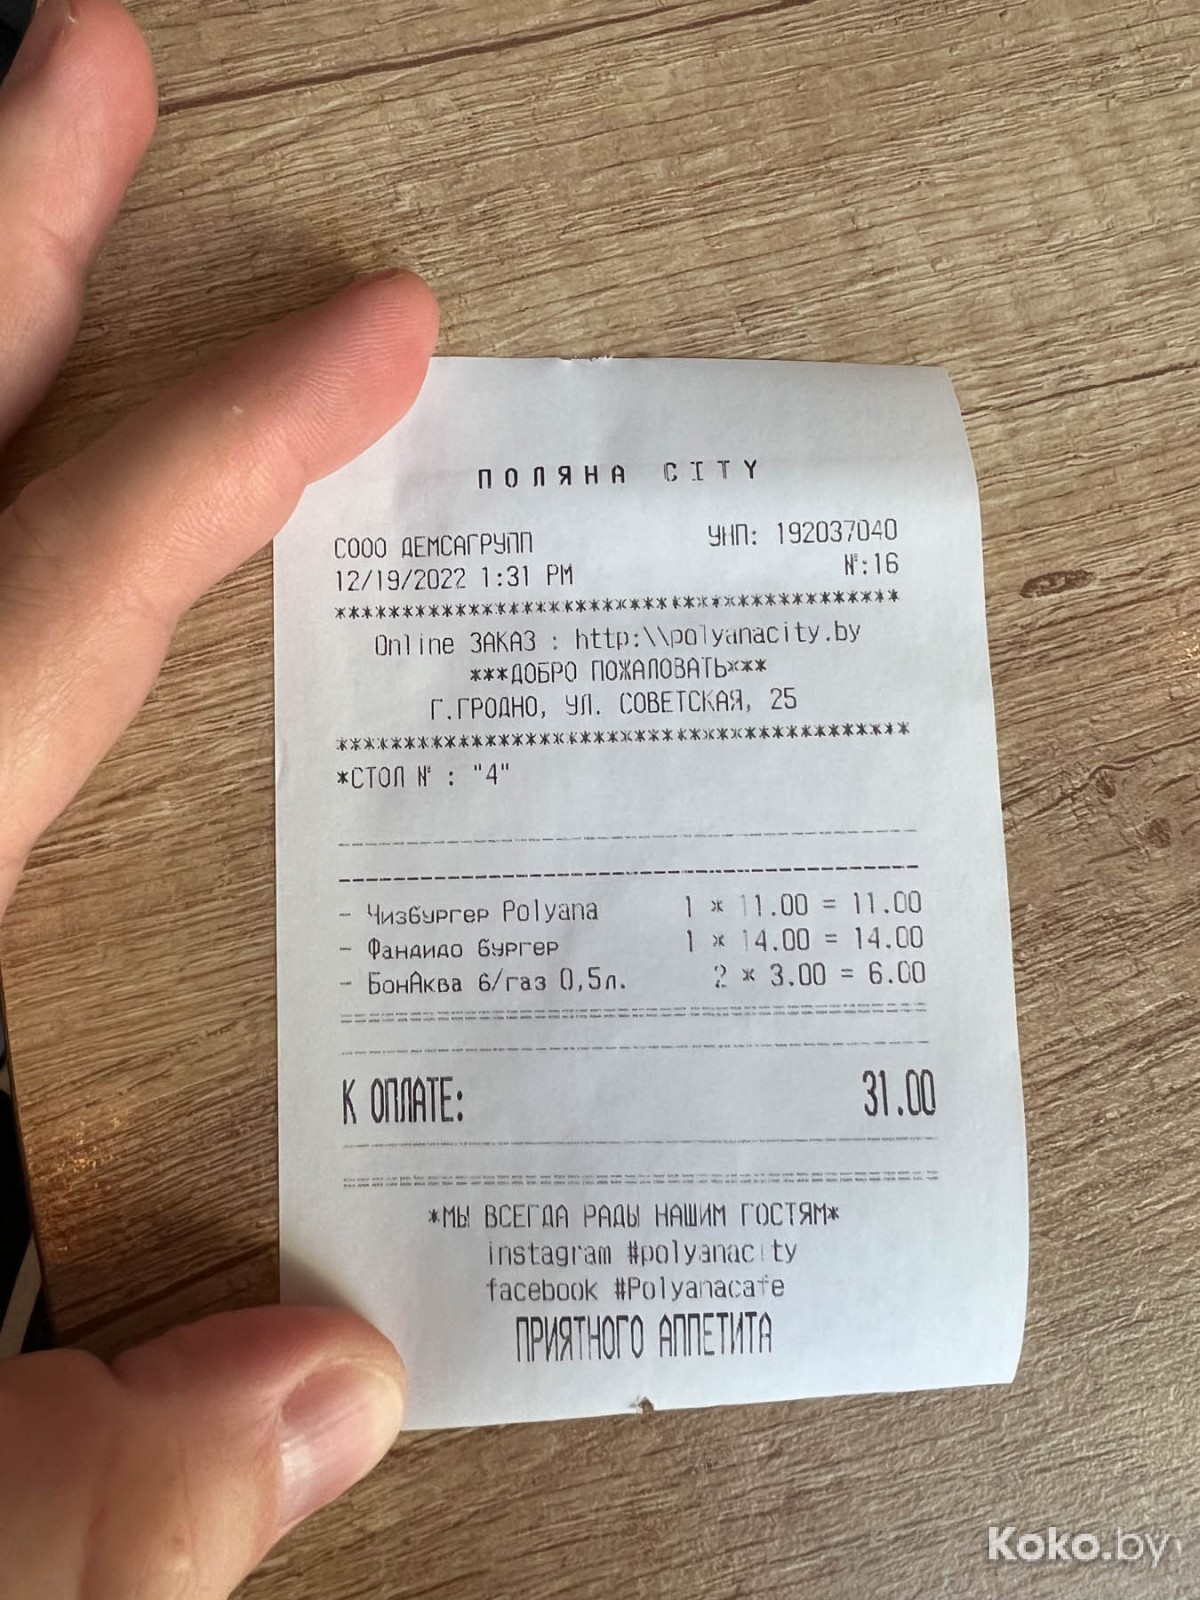 ПОЛЯНА CITY
СООО ДЕМСАГРУПП УНП: 192037040
12/19/2022 1:31 PM №:16
******************************************
Online ЗАКАЗ : http:\\polyanacity.by
***ДОБРО ПОЖАЛОВАТЬ***
Г.ГРОДНО, УЛ. СОВЕТСКАЯ, 25
******************************************
*СТОЛ № : "4"
- Чизбургер Polyana 1 * 11.00 = 11.00
- Фандидо бургер 1 * 14.00 = 14.00
- БонАква б/газ 0,5л. 2 * 3.00 = 6.00
К ОПЛАТЕ: 31.00
*МЫ ВСЕГДА РАДЫ НАШИМ ГОСТЯМ*
instagram #polyanacity
facebook #Polyanacafe
ПРИЯТНОГО АППЕТИТА
Koko.by